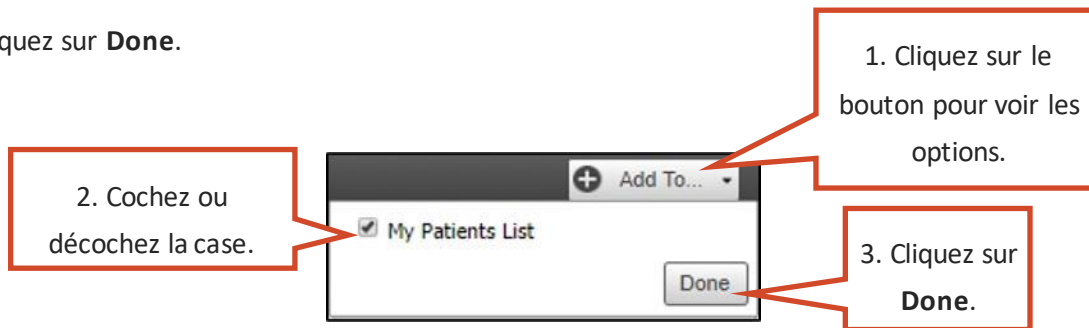 quez sur Done.
1. Cliquez sur le
bouton pour voir les
options.
Add To...
2. Cochez ou
décochez la case.
My Patients List
Done
3. Cliquez sur
Done.